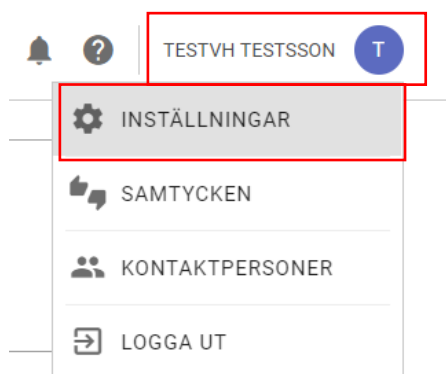 TESTVH TESTSSON T
INSTÄLLNINGAR
SAMTYCKEN
KONTAKTPERSONER
LOGGA UT